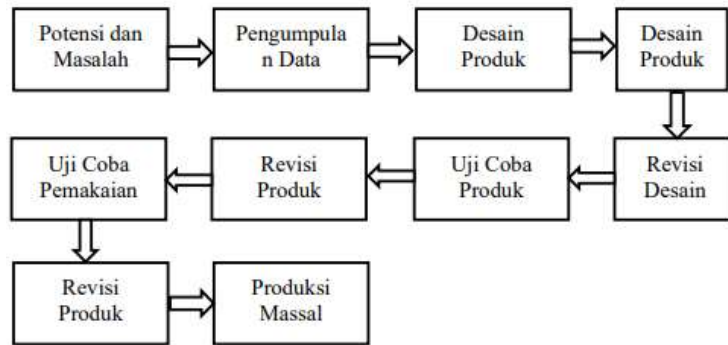 Potensi dan
Masalah
Pengumpula
n Data
Desain
Produk
Desain
Produk
Revisi
Desain
Uji Coba
Produk
Revisi
Produk
Uji Coba
Pemakaian
Revisi
Produk
Produksi
Massal